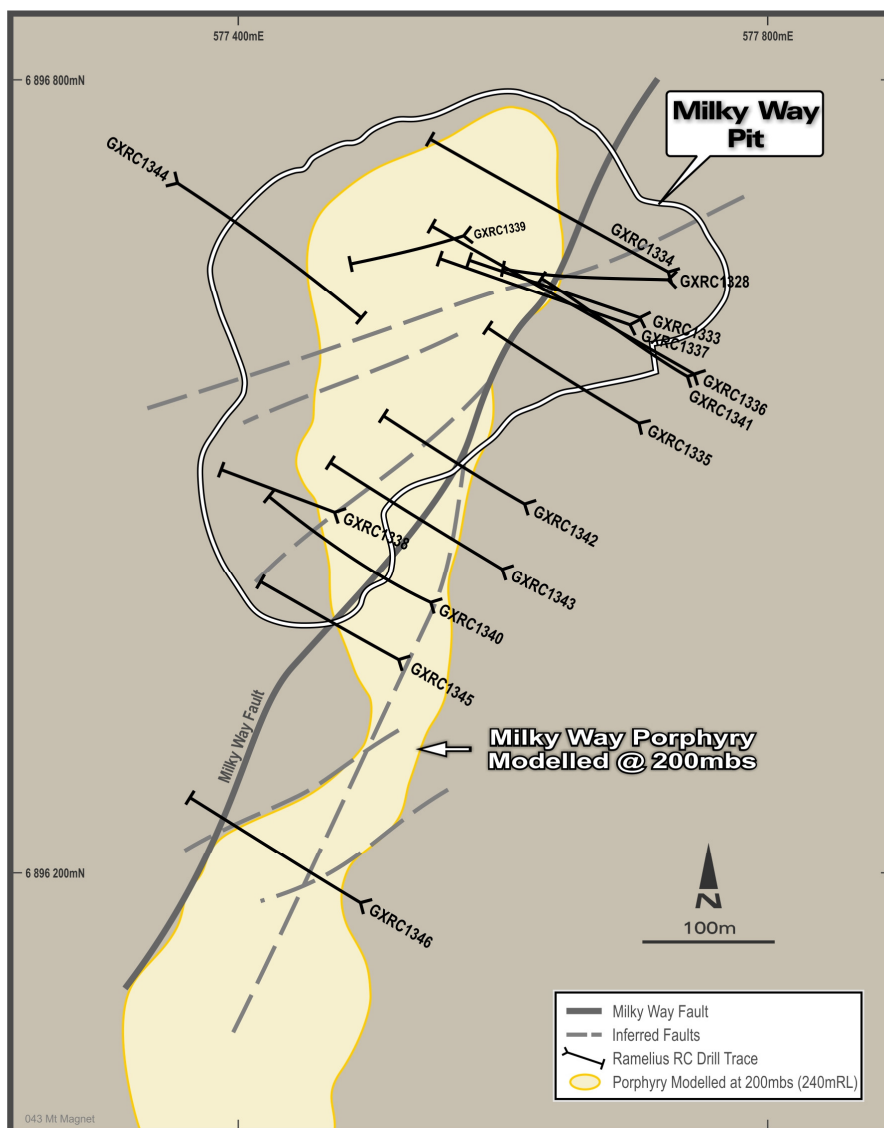 577 400mE
577 800mE
6 896 800mN
Milky Way
Pit
GXRC1344
GXRC1339
GXRC1334
GXRC1328
GXRC1333
GXRC1337
GXRC1336
GXRC1341
GXRC1335
GXRC1342
GXRC1338
GXRC1343
GXRC1340
GXRC1345
Milky Way Fault
Milky Way Porphyry
Modelled @ 200mbs
6 896 200mN
GXRC1346
N
100m
Milky Way Fault
Inferred Faults
Ramelius RC Drill Trace
Porphyry Modelled at 200mbs (240mRL)
043 Mt Magnet